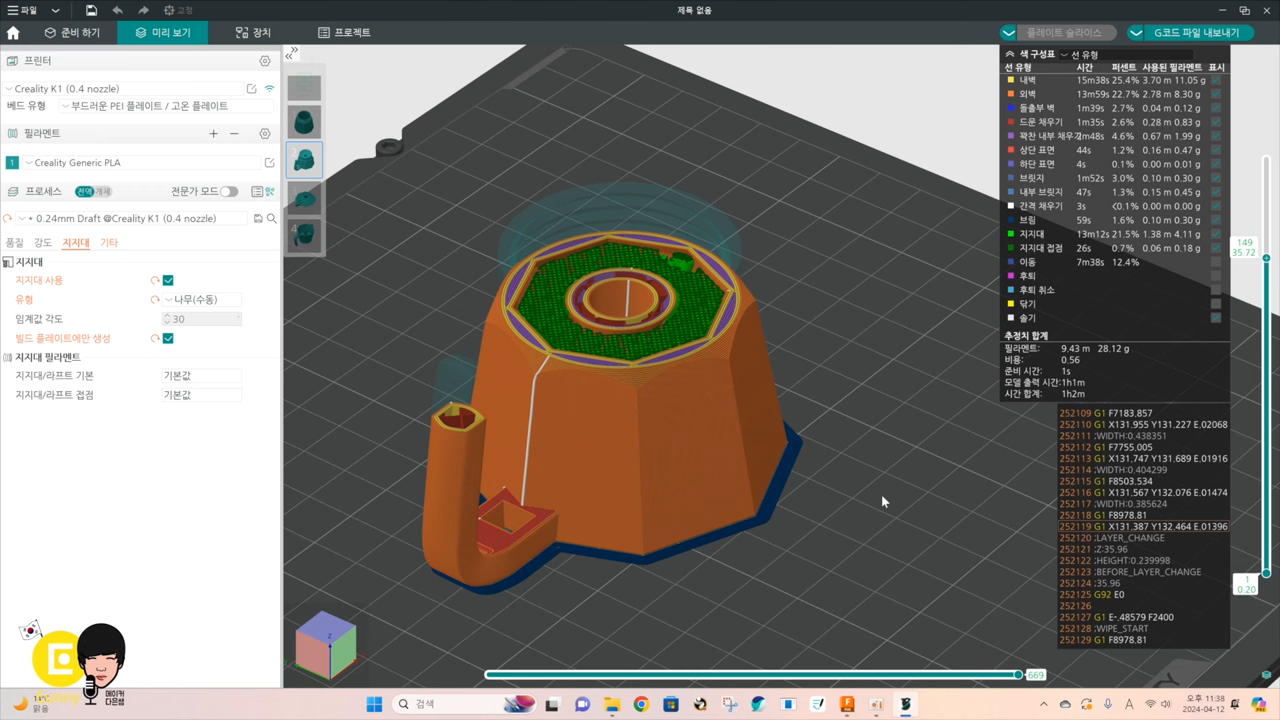 파일
교정
제목 없음
준비 하기
미리 보기
장치
프로젝트
플레이트 슬라이스
G코드 파일 내보내기
프린터
Creality K1 (0.4 nozzle)
베드 유형
부드러운 PEI 플레이트 / 고온 플레이트
필라멘트
1 Creality Generic PLA
프로세스 전역 개체 전문가 모드
* 0.24mm Draft @Creality K1 (0.4 nozzle)
품질 강도 지지대 기타
지지대
지지대 사용
유형 나무(수동)
임계값 각도 30
빌드 플레이트에만 생성
지지대 필라멘트
지지대/라프트 기본 기본값
지지대/라프트 접점 기본값
색 구성표 선 유형
선 유형 시간 퍼센트 사용된 필라멘트 표시
내벽 15m38s 25.4% 3.70 m 11.05 g
외벽 13m59s 22.7% 2.78 m 8.30 g
돌출부 벽 1m39s 2.7% 0.04 m 0.12 g
드문 채우기 1m35s 2.6% 0.28 m 0.83 g
꽉찬 내부 채우기 2m48s 4.6% 0.67 m 1.99 g
상단 표면 44s 1.2% 0.16 m 0.47 g
하단 표면 4s 0.1% 0.00 m 0.01 g
브릿지 1m52s 3.0% 0.10 m 0.30 g
내부 브릿지 47s 1.3% 0.15 m 0.45 g
간격 채우기 3s <0.1% 0.00 m 0.00 g
브림 59s 1.6% 0.10 m 0.30 g
지지대 13m12s 21.5% 1.38 m 4.11 g
지지대 접점 26s 0.7% 0.06 m 0.18 g
이동 7m38s 12.4%
후퇴
후퇴 취소
닦기
솔기
추정치 합계
필라멘트: 9.43 m 28.12 g
비용: 0.56
준비 시간: 1s
모델 출력 시간: 1h1m
시간 합계: 1h2m
149
35.72
252109 G1 F7183.857
252110 G1 X131.955 Y131.227 E.02068
252111 ;WIDTH:0.438351
252112 G1 F7755.005
252113 G1 X131.747 Y131.689 E.01916
252114 ;WIDTH:0.404299
252115 G1 F8503.534
252116 G1 X131.567 Y132.076 E.01474
252117 ;WIDTH:0.385624
252118 G1 F8978.81
252119 G1 X131.387 Y132.464 E.01396
252120 ;LAYER_CHANGE
252121 ;Z:35.96
252122 ;HEIGHT:0.239998
252123 ;BEFORE_LAYER_CHANGE
252124 ;35.96
252125 G92 E0
252126
252127 G1 E-.48579 F2400
252128 ;WIPE_START
252129 G1 F8978.81
1
0.20
669
Z
메이커
다은쌤
맑음
검색
A
오후 11:38
2024-04-12